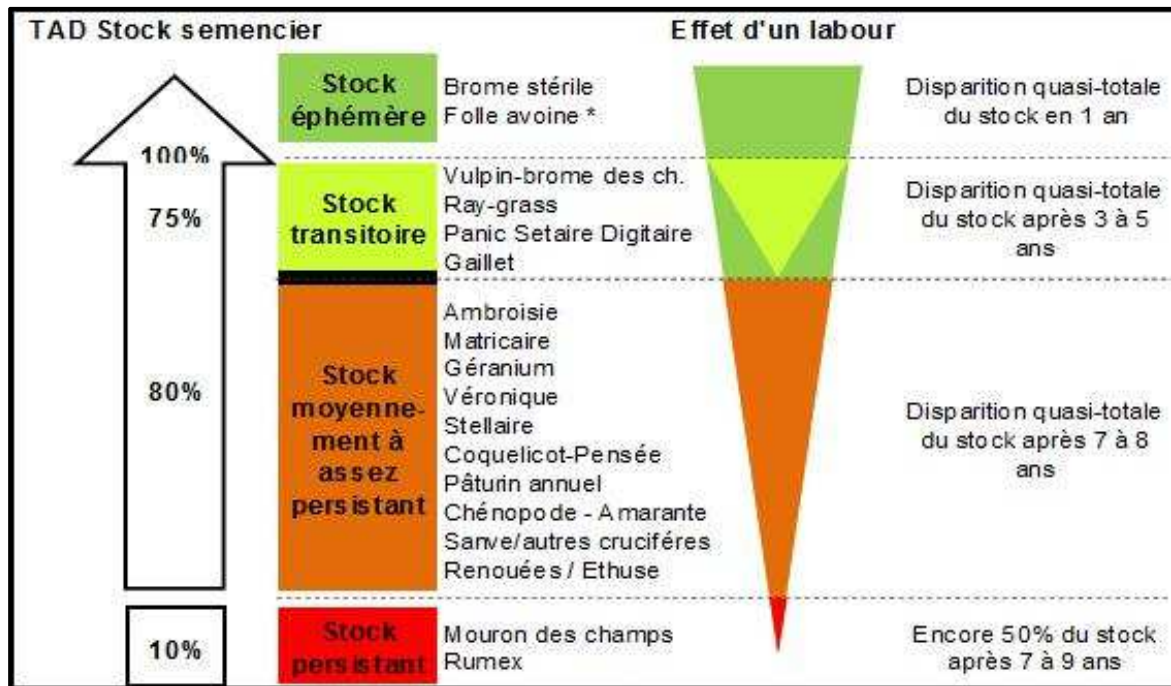 TAD Stock semencier
Effet d'un labour
100%
75%
80%
10%
Stock
éphémère
Brome stérile
Folle avoine *
Disparition quasi-totale
du stock en 1 an
Stock
transitoire
Vulpin-brome des ch.
Ray-grass
Panic Setaire Digitaire
Gaillet
Disparition quasi-totale
du stock après 3 à 5
ans
Stock
moyenne-
ment à
assez
persistant
Ambroisie
Matricaire
Géranium
Véronique
Stellaire
Coquelicot-Pensée
Pâturin annuel
Chénopode - Amarante
Sanve/autres cruciféres
Renouées / Ethuse
Disparition quasi-totale
du stock après 7 à 8
ans
Stock
persistant
Mouron des champs
Rumex
Encore 50% du stock
après 7 à 9 ans